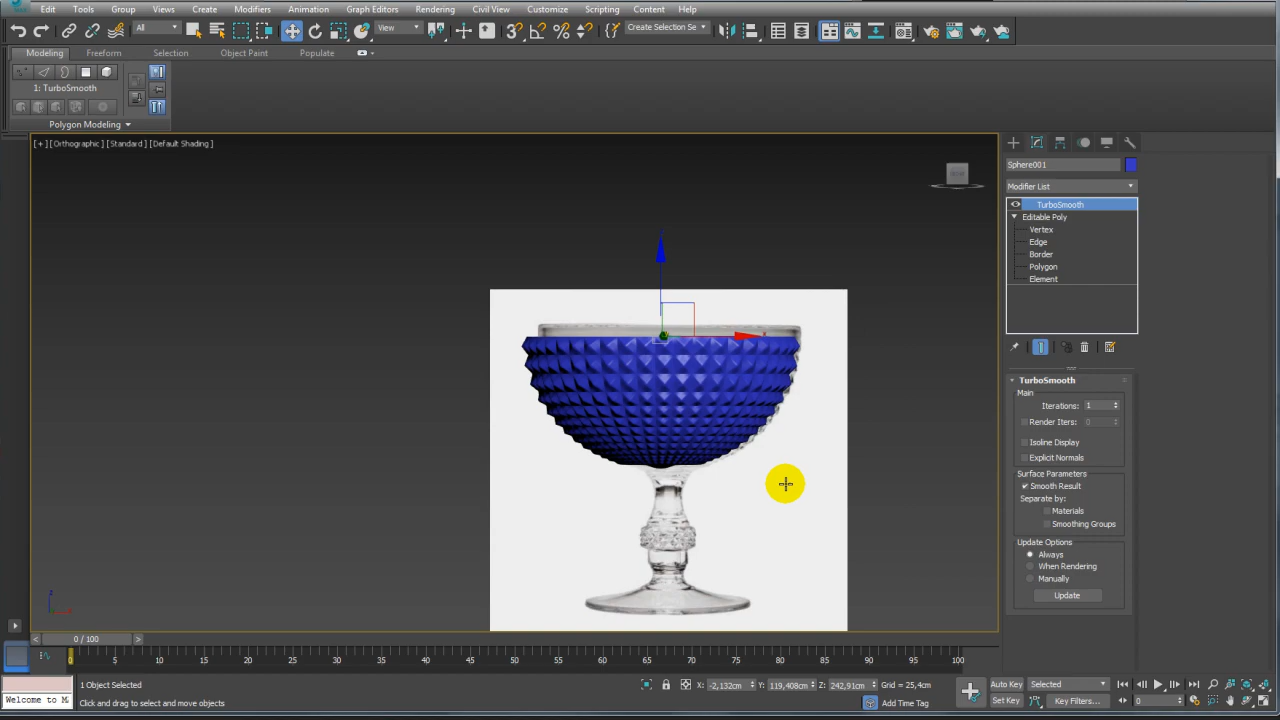 Edit Tools Group Views Create Modifiers Animation Graph Editors Rendering Civil View Customize Scripting Content Help
All View Create Selection Se
Modeling Freeform Selection Object Paint Populate
1: TurboSmooth
Polygon Modeling
[+] [Orthographic] [Standard] [Default Shading]
Sphere001
Modifier List
TurboSmooth
Editable Poly
Vertex
Edge
Border
Polygon
Element
TurboSmooth
Main
Iterations: 1
Render Iters: 0
Isoline Display
Explicit Normals
Surface Parameters
Smooth Result
Separate by:
Materials
Smoothing Groups
Update Options
Always
When Rendering
Manually
Update
z
< 0 / 100 >
0 5 10 15 20 25 30 35 40 45 50 55 60 65 70 75 80 85 90 95 100
1 Object Selected X: -2,132cm Y: 119,408cm Z: 242,91cm Grid = 25,4cm Auto Key Selected
Welcome to M Click and drag to select and move objects Add Time Tag Set Key Key Filters... 0